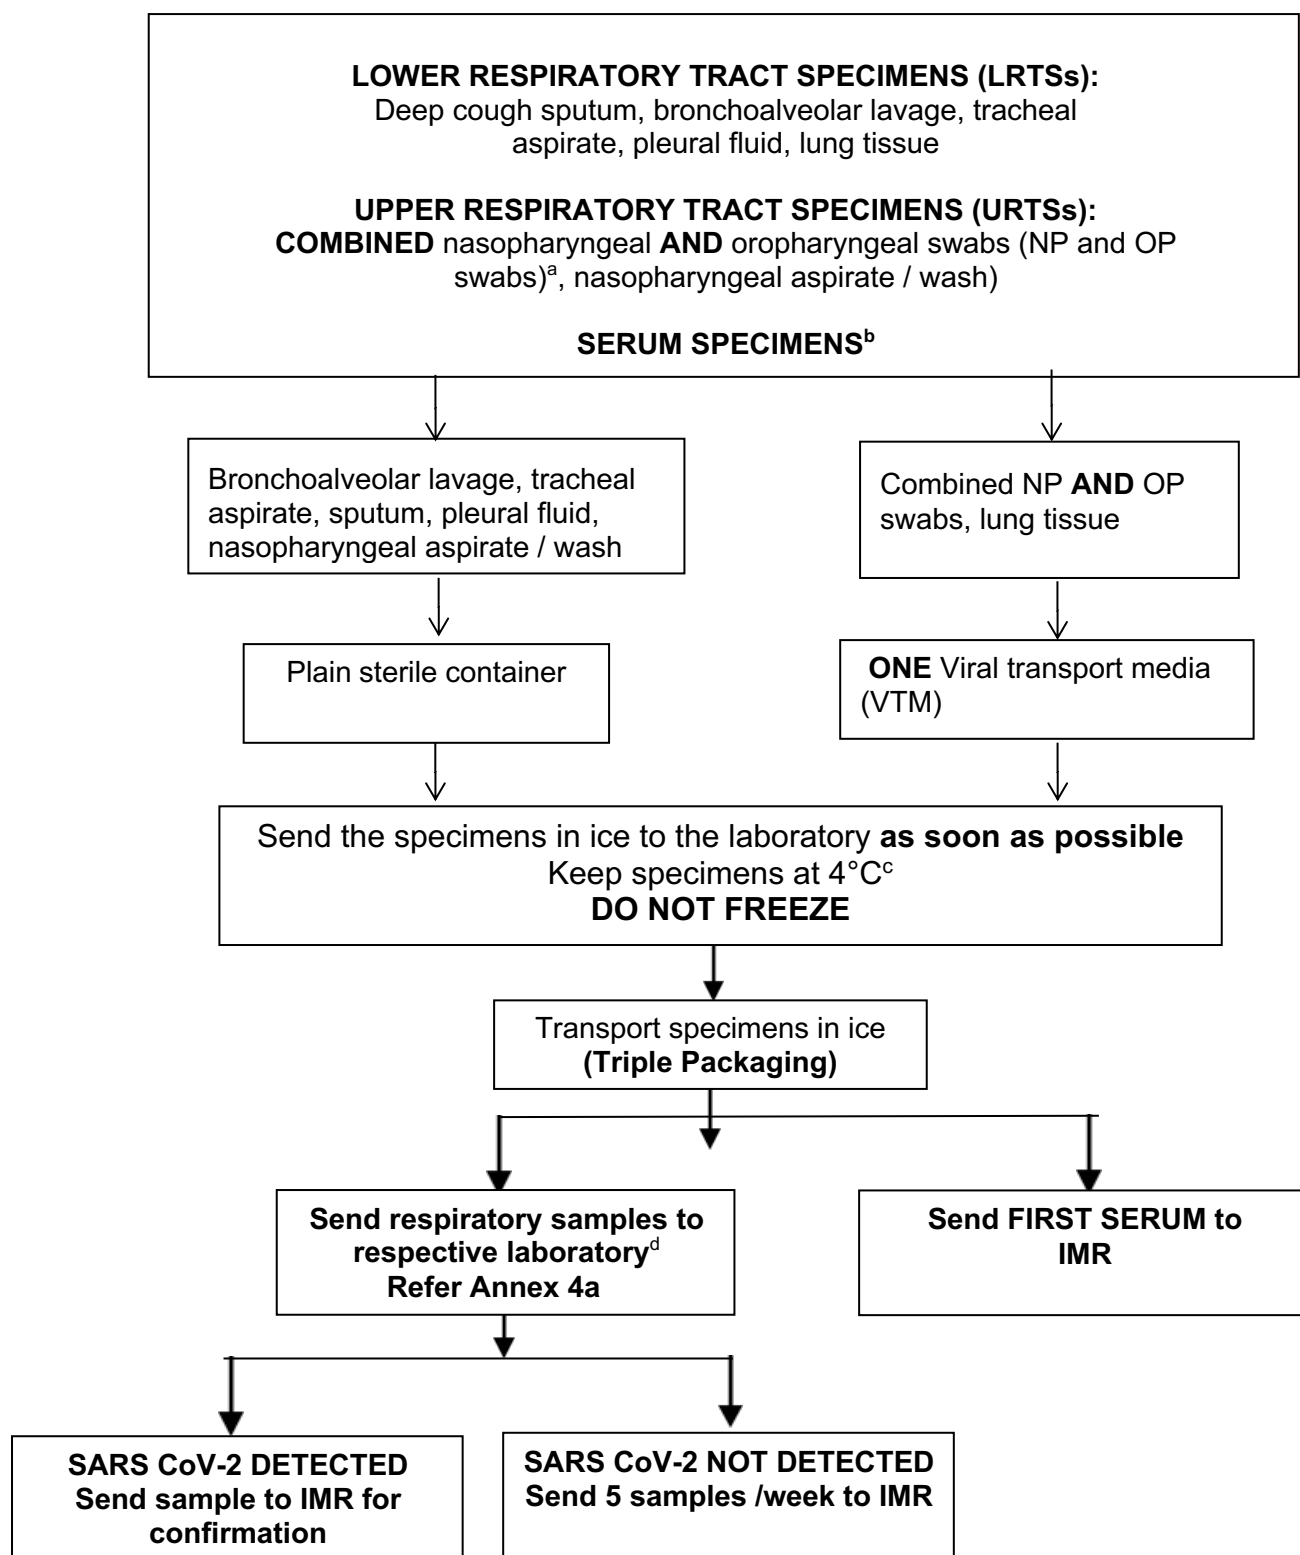 LOWER RESPIRATORY TRACT SPECIMENS (LRTSs):
Deep cough sputum, bronchoalveolar lavage, tracheal
aspirate, pleural fluid, lung tissue
UPPER RESPIRATORY TRACT SPECIMENS (URTSs):
COMBINED nasopharyngeal AND oropharyngeal swabs (NP and OP
swabs)ᵃ, nasopharyngeal aspirate / wash)
SERUM SPECIMENSᵇ
Bronchoalveolar lavage, tracheal
aspirate, sputum, pleural fluid,
nasopharyngeal aspirate / wash
Combined NP AND OP
swabs, lung tissue
Plain sterile container
ONE Viral transport media
(VTM)
Send the specimens in ice to the laboratory as soon as possible
Keep specimens at 4°Cᶜ
DO NOT FREEZE
Transport specimens in ice
(Triple Packaging)
Send respiratory samples to
respective laboratoryᵈ
Refer Annex 4a
Send FIRST SERUM to
IMR
SARS CoV-2 DETECTED
Send sample to IMR for
confirmation
SARS CoV-2 NOT DETECTED
Send 5 samples /week to IMR